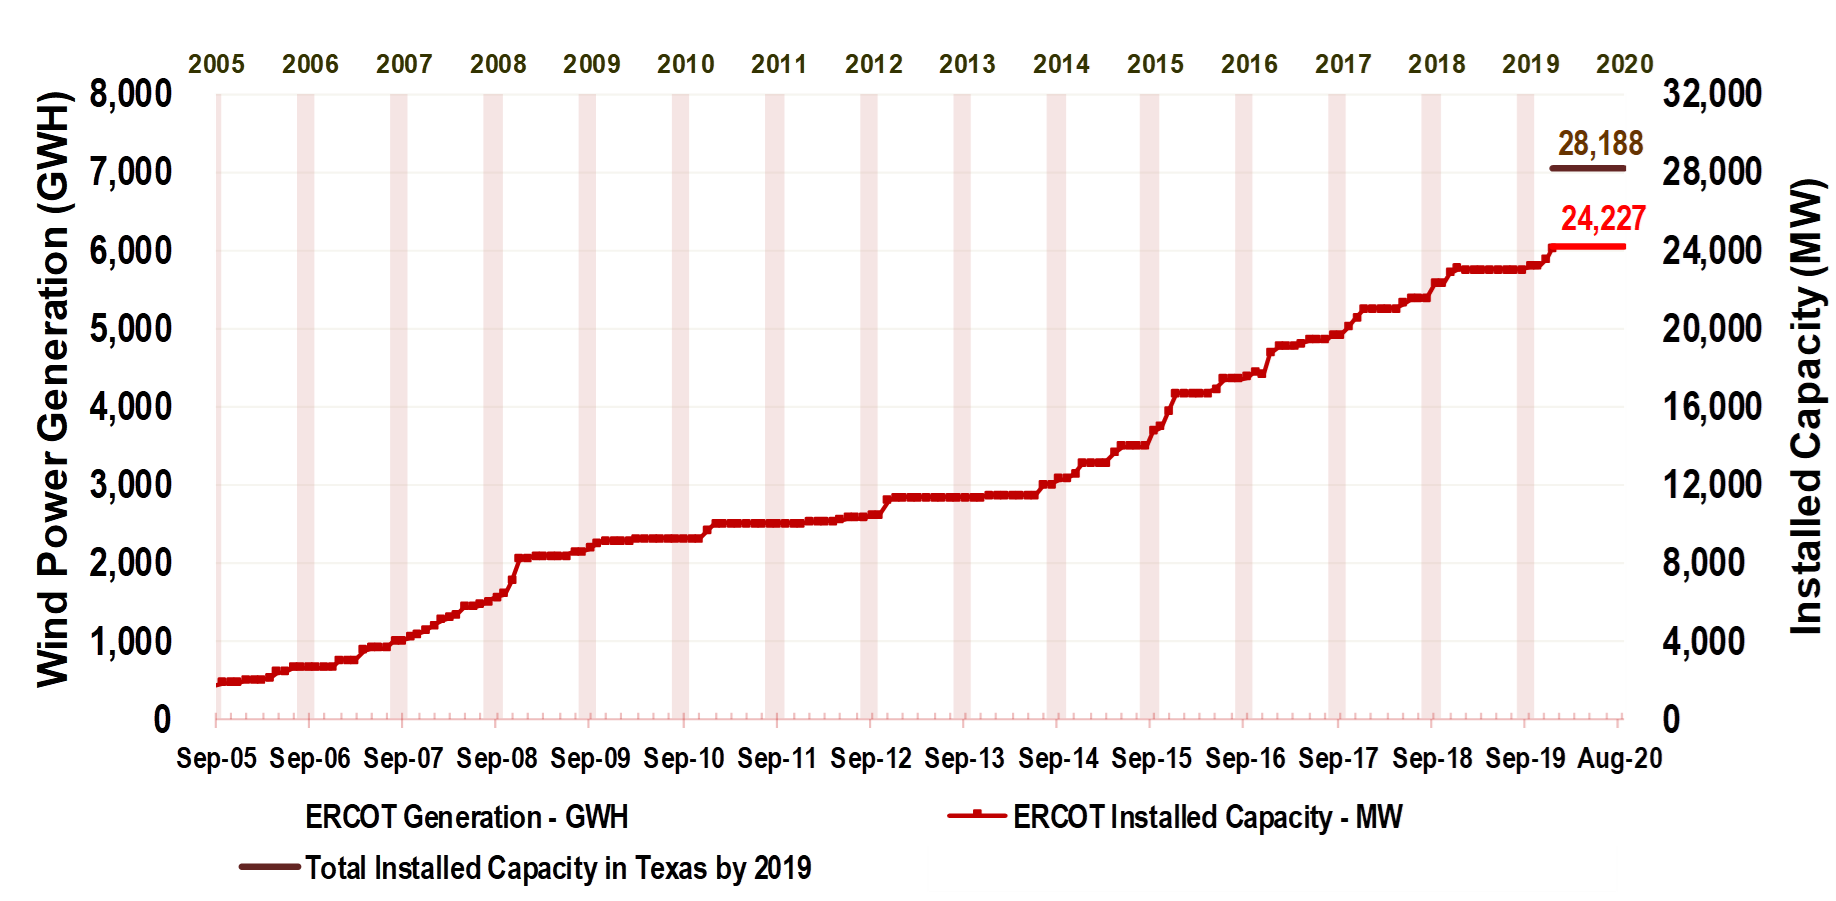 2005 2006 2007 2008 2009 2010 2011 2012 2013 2014 2015 2016 2017 2018 2019 2020
Wind Power Generation (GWH)
8,000
7,000
6,000
5,000
4,000
3,000
2,000
1,000
0
28,188
24,227
32,000
28,000
24,000
20,000
16,000
12,000
8,000
4,000
0
Installed Capacity (MW)
Sep-05 Sep-06 Sep-07 Sep-08 Sep-09 Sep-10 Sep-11 Sep-12 Sep-13 Sep-14 Sep-15 Sep-16 Sep-17 Sep-18 Sep-19 Aug-20
ERCOT Generation - GWH
ERCOT Installed Capacity - MW
Total Installed Capacity in Texas by 2019